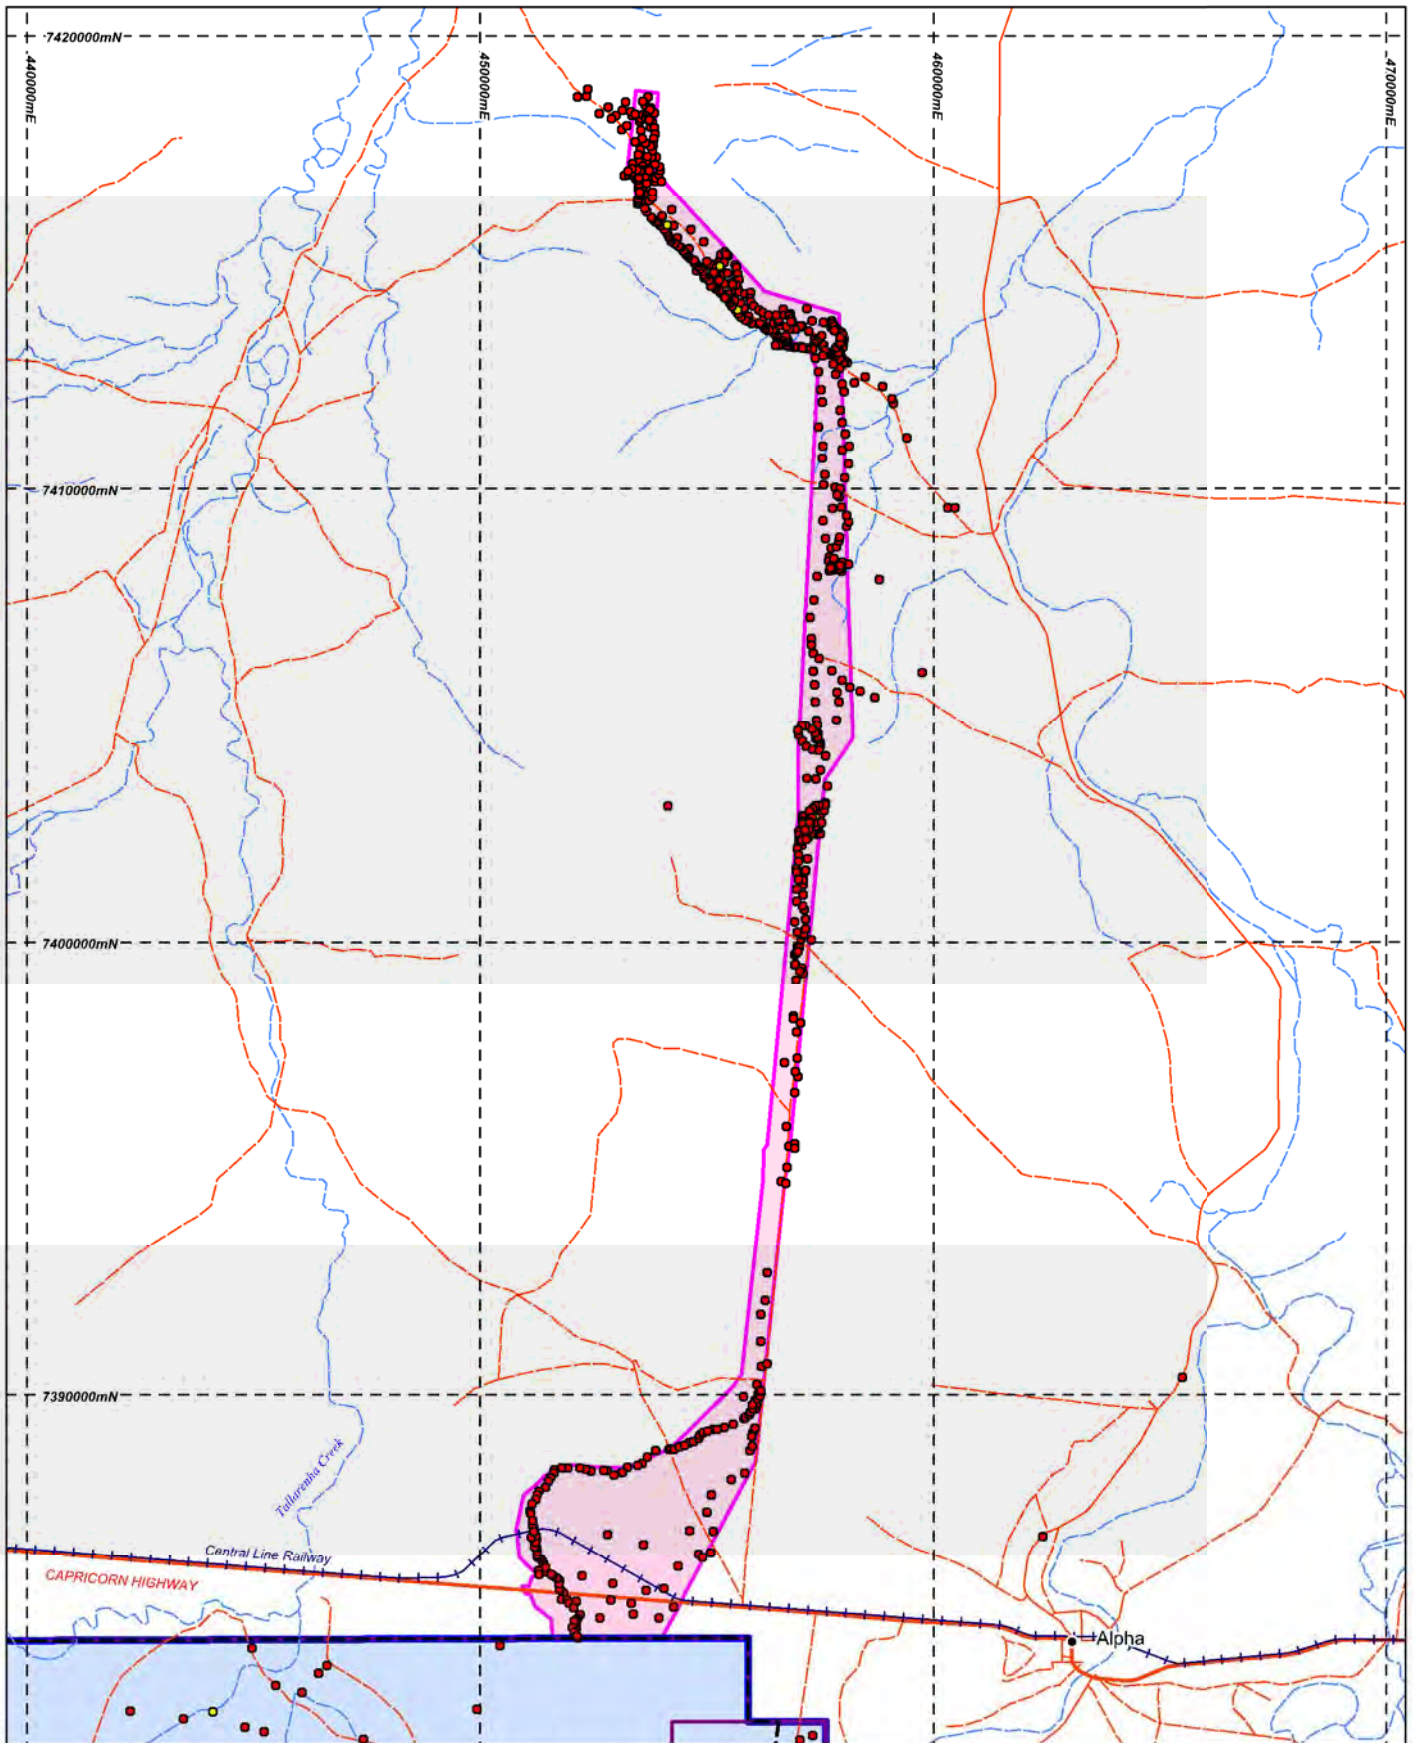 7420000mN
440000mE
450000mE
460000mE
470000mE
7410000mN
7400000mN
7390000mN
Tallarenha Creek
Central Line Railway
CAPRICORN HIGHWAY
Alpha